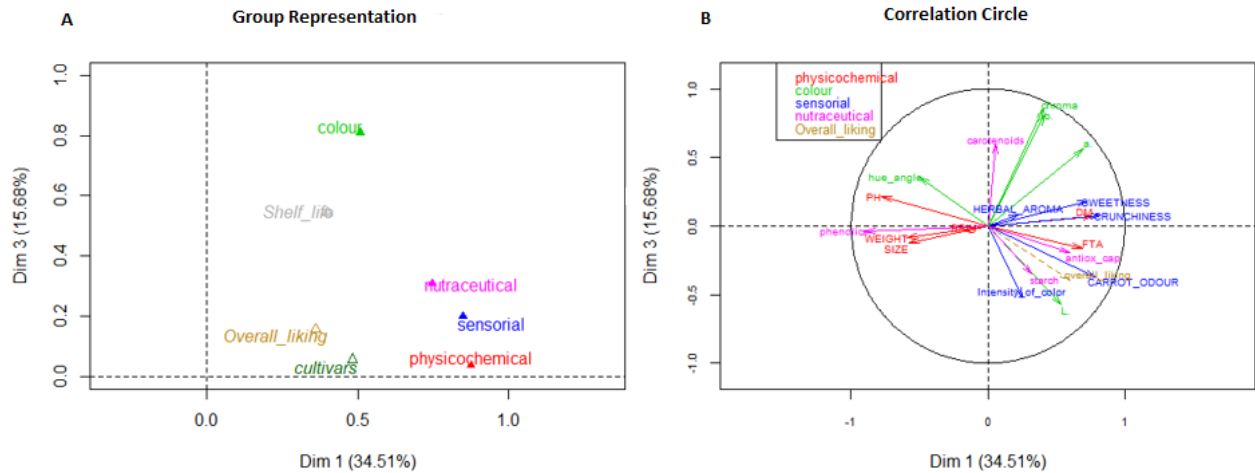 A
Group Representation
1.0
0.8
0.6
0.4
0.2
0.0
Dim 3 (15.68%)
colour
Shelf_life
nutraceutical
sensorial
Overall_liking
cultivars
physicochemical
0.0
0.5
1.0
Dim 1 (34.51%)
B
Correlation Circle
physicochemical
colour
sensorial
nutraceutical
Overall_liking
1.0
0.5
0.0
-0.5
-1.0
Dim 3 (15.68%)
chroma
b.
a.
carotenoids
hue_angle
PH
HERBAL_AROMA
SWEETNESS
DM
CRUNCHINESS
phenolic
WEIGHT
SIZE
TTA
antiox_cap
overall_liking
starch
CARROT_ODOUR
Intensity_of_color
L.
-1
0
1
Dim 1 (34.51%)